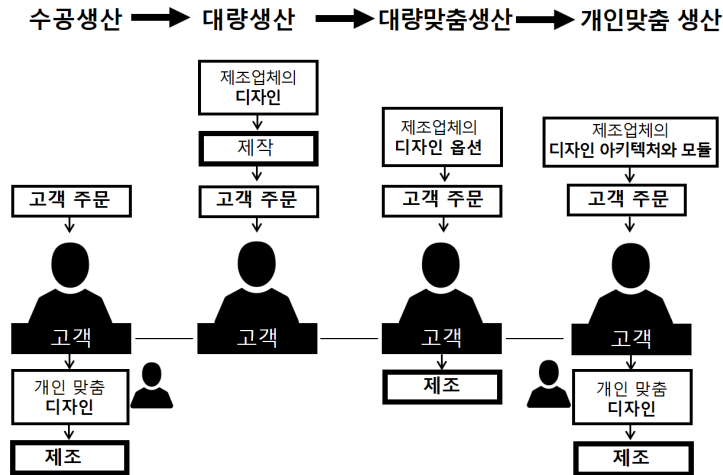 수공생산 대량생산 대량맞춤생산 개인맞춤 생산
고객 주문
고객
개인 맞춤
디자인
제조
제조업체의
디자인
제작
고객 주문
고객
제조업체의
디자인 옵션
고객 주문
고객
제조
제조업체의
디자인 아키텍처와 모듈
고객 주문
고객
개인 맞춤
디자인
제조